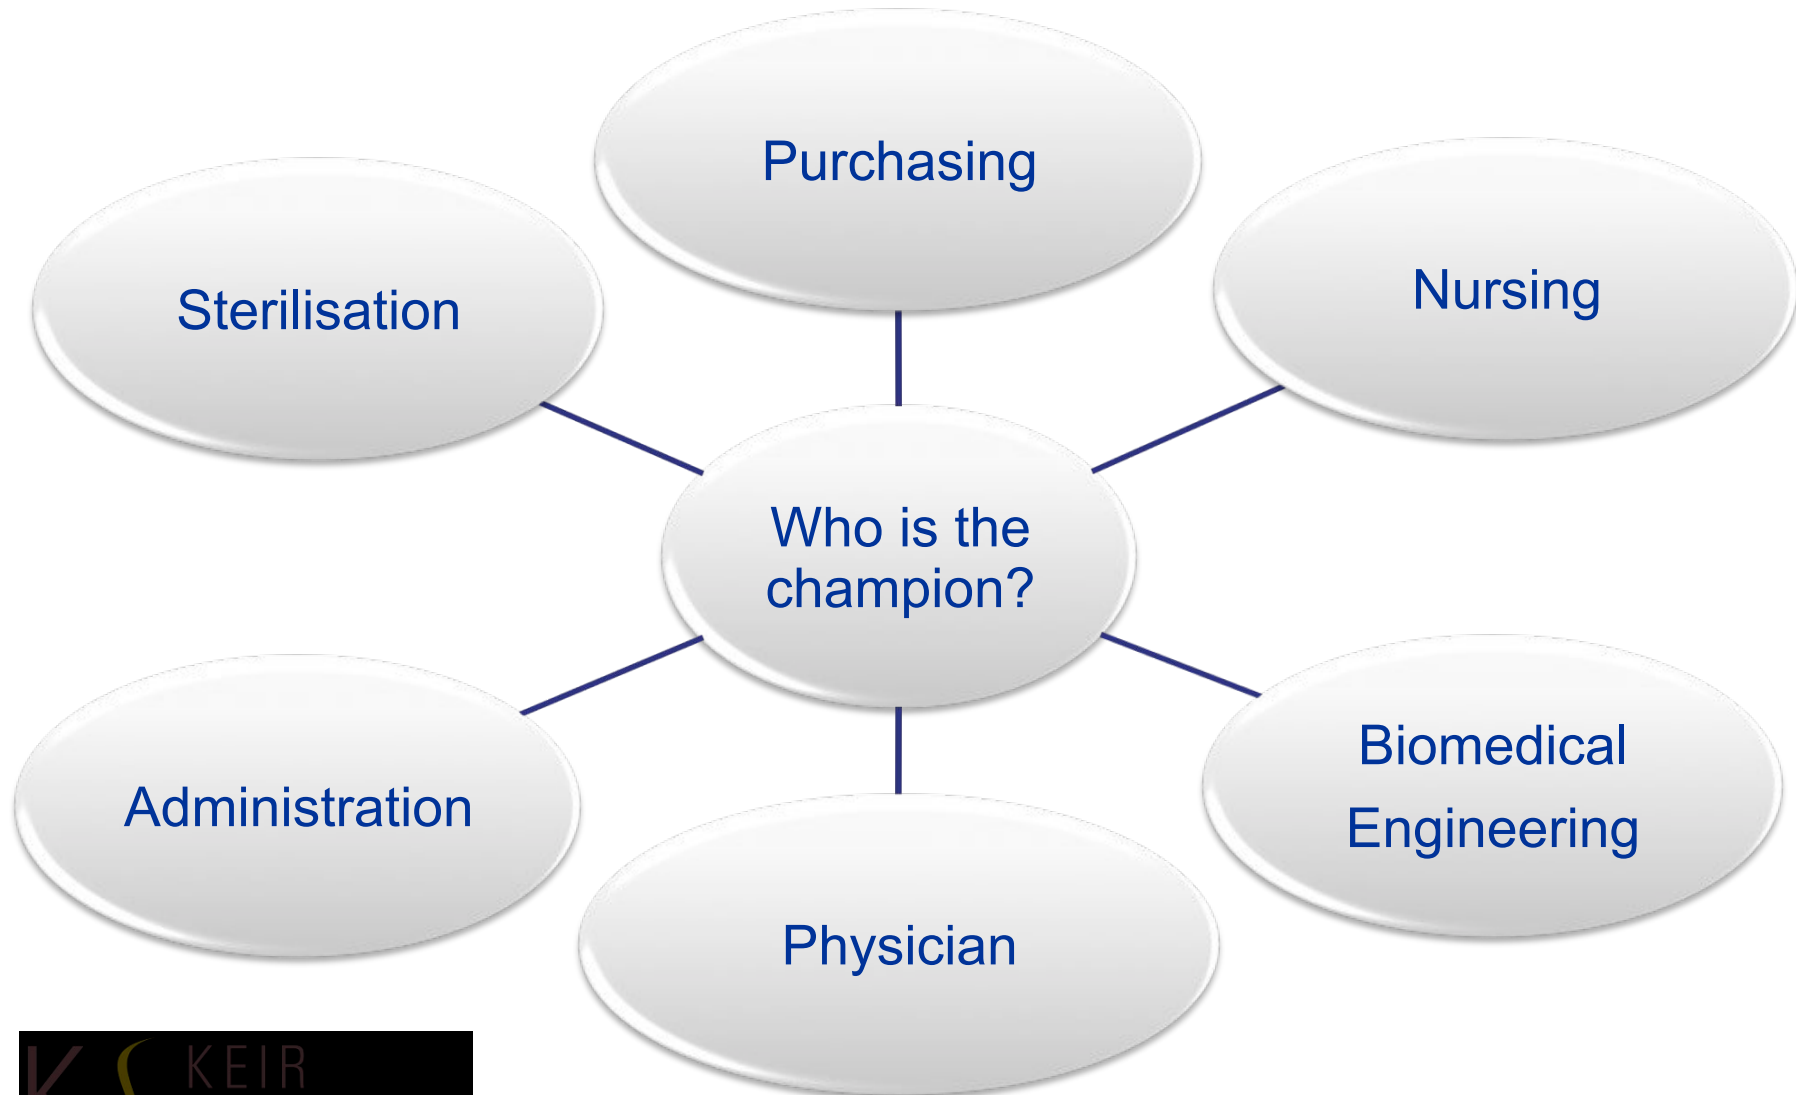 Purchasing
Nursing
Sterilisation
Who is the
champion?
Biomedical
Engineering
Administration
Physician
KEIR